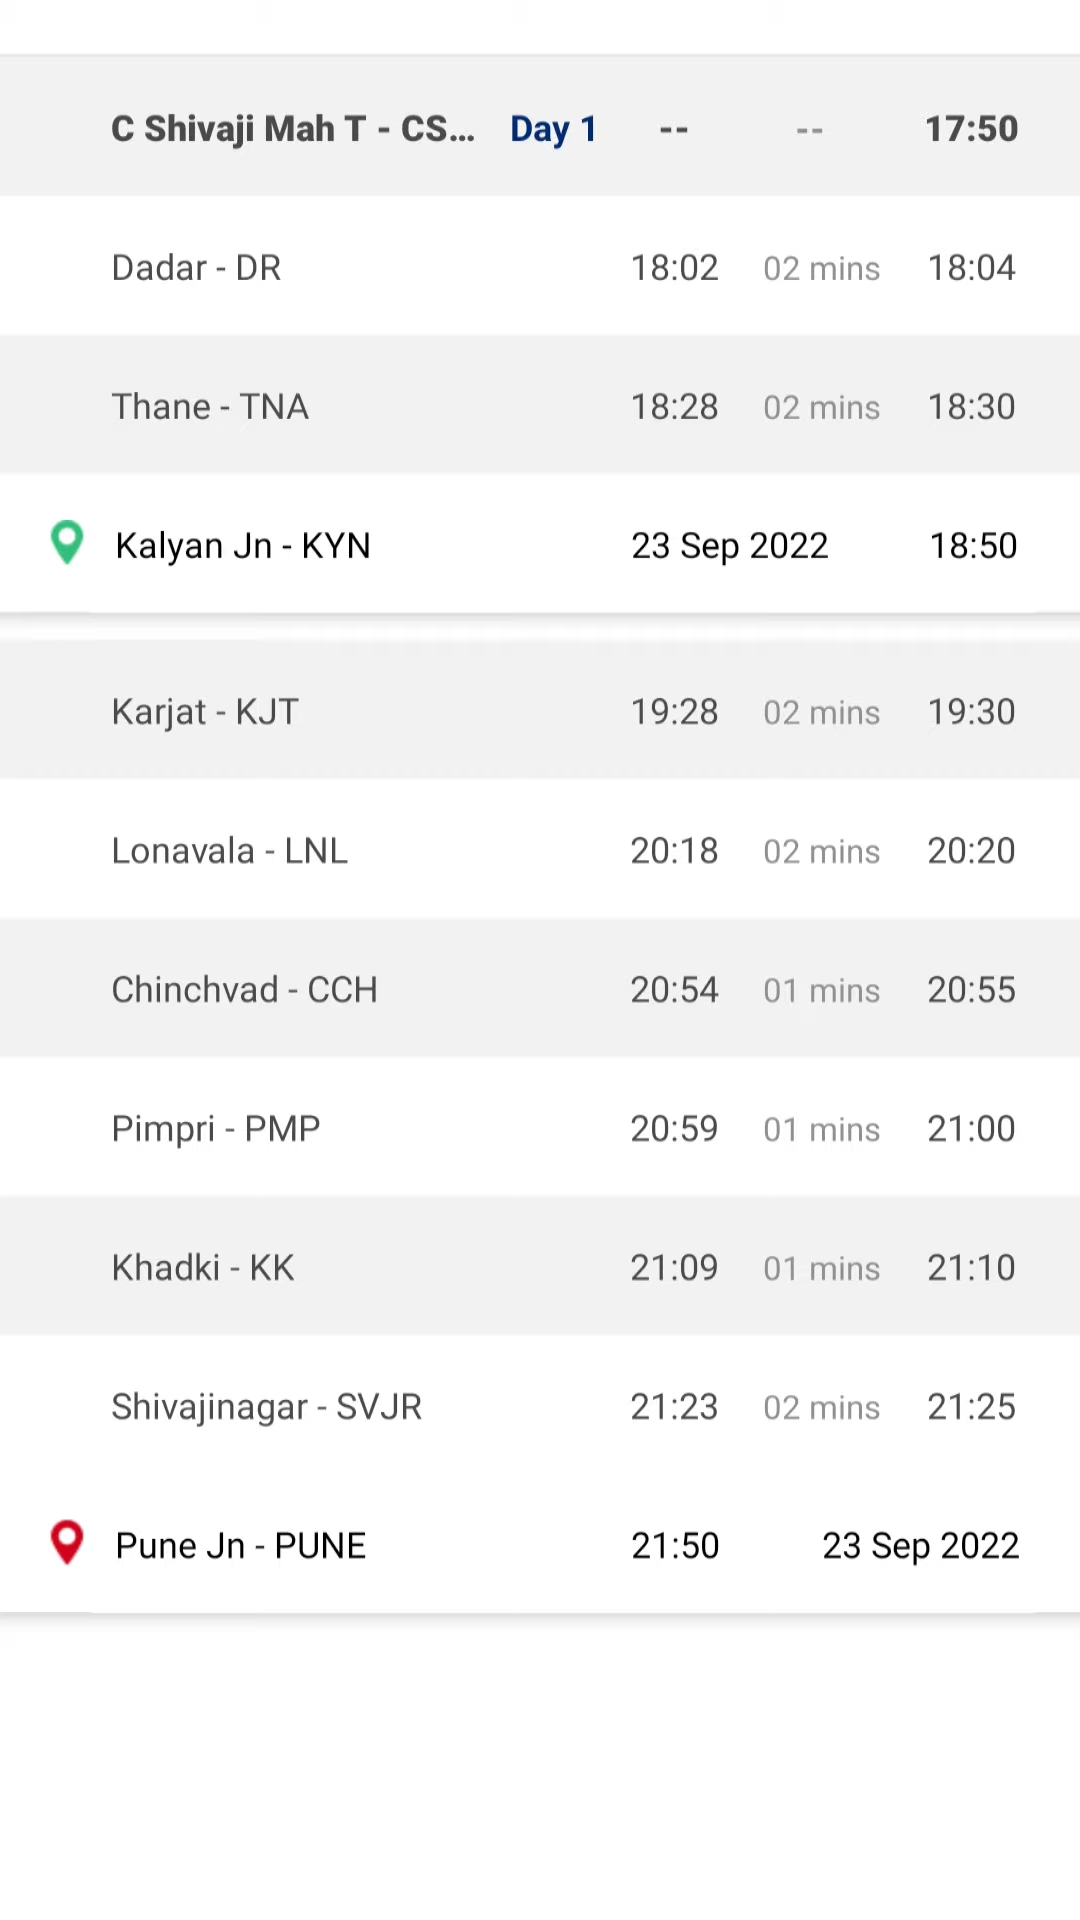 C Shivaji Mah T - CS... Day 1 -- -- 17:50
Dadar - DR 18:02 02 mins 18:04
Thane - TNA 18:28 02 mins 18:30
Kalyan Jn - KYN 23 Sep 2022 18:50
Karjat - KJT 19:28 02 mins 19:30
Lonavala - LNL 20:18 02 mins 20:20
Chinchvad - CCH 20:54 01 mins 20:55
Pimpri - PMP 20:59 01 mins 21:00
Khadki - KK 21:09 01 mins 21:10
Shivajinagar - SVJR 21:23 02 mins 21:25
Pune Jn - PUNE 21:50 23 Sep 2022